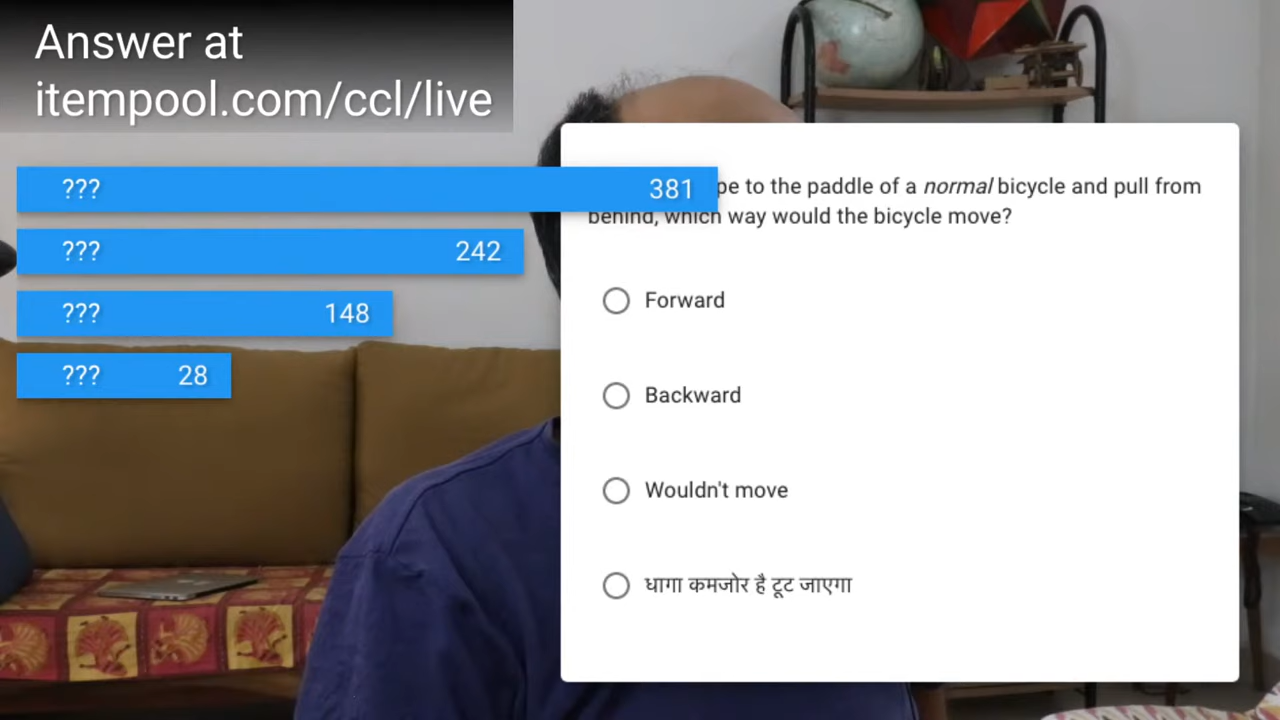 Answer at
itempool.com/ccl/live
??? 381
??? 242
??? 148
??? 28
to the paddle of a normal bicycle and pull from
behind, which way would the bicycle move?
Forward
Backward
Wouldn't move
धागा कमजोर है टूट जाएगा